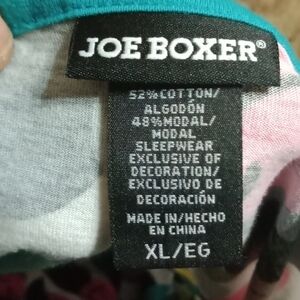 JOE BOXER®
52% COTTON/
ALGODÓN
48% MODAL/
MODAL
SLEEPWEAR
EXCLUSIVE OF
DECORATION/
EXCLUSIVO DE
DECORACIÓN
MADE IN/HECHO
EN CHINA
XL/EG